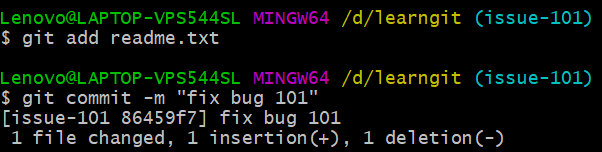 Lenovo@LAPTOP-VPS544SL MINGW64 /d/learngit (issue-101)
$ git add readme.txt
Lenovo@LAPTOP-VPS544SL MINGW64 /d/learngit (issue-101)
$ git commit -m "fix bug 101"
[issue-101 86459f7] fix bug 101
 1 file changed, 1 insertion(+), 1 deletion(-)